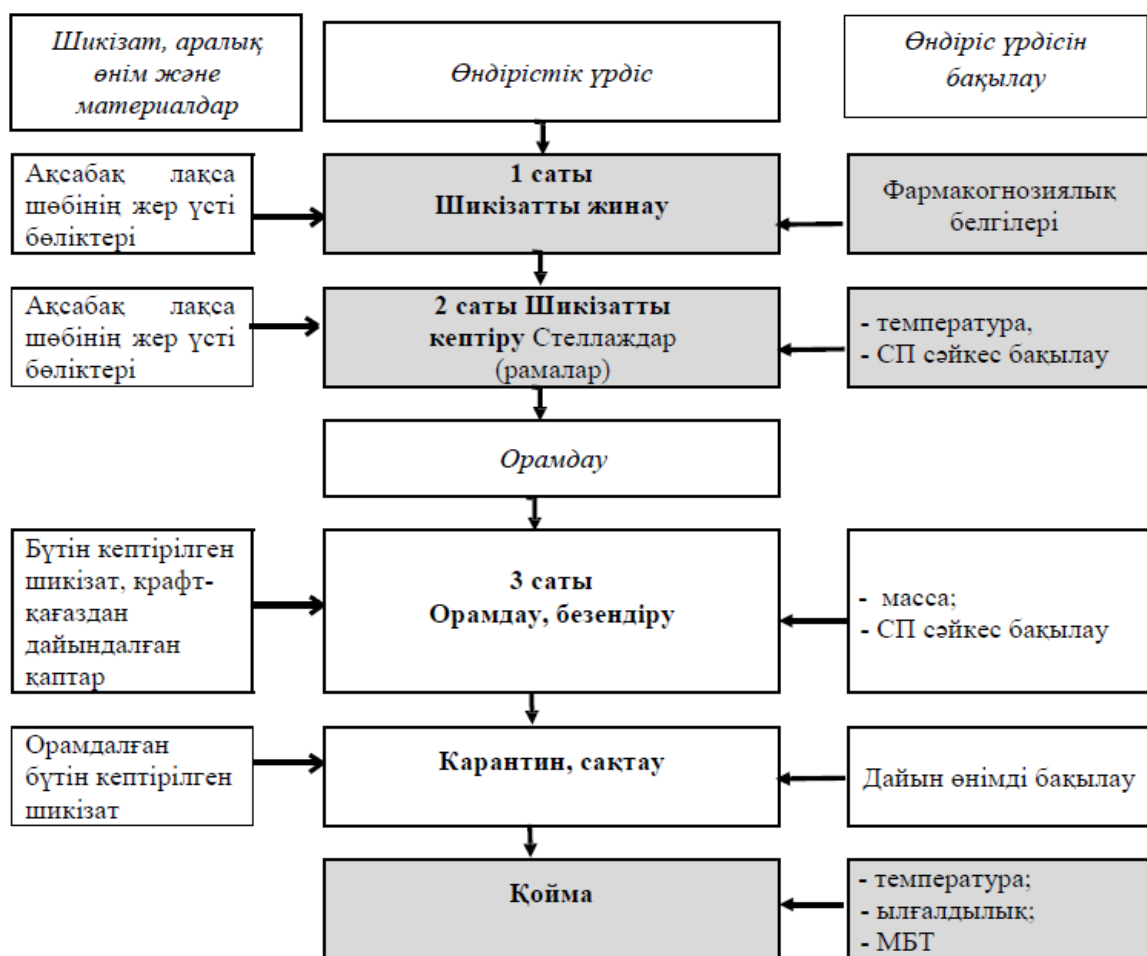 Шикізат, аралық
өнім және
материалдар
Өндірістік үрдіс
Өндіріс үрдісін
бақылау
Ақсабақ лақса
шөбінің жер үсті
бөліктері
1 саты
Шикізатты жинау
Фармакогнозиялық
белгілері
Ақсабақ лақса
шөбінің жер үсті
бөліктері
2 саты Шикізатты
кептіру Стеллаждар
(рамалар)
- температура,
- СП сәйкес бақылау
Орамдау
Бүтін кептірілген
шикізат, крафт-
қағаздан
дайындалған
қаптар
3 саты
Орамдау, безендіру
- масса;
- СП сәйкес бақылау
Орамдалған
бүтін кептірілген
шикізат
Карантин, сақтау
Дайын өнімді бақылау
Қойма
- температура;
- ылғалдылық;
- МБТ